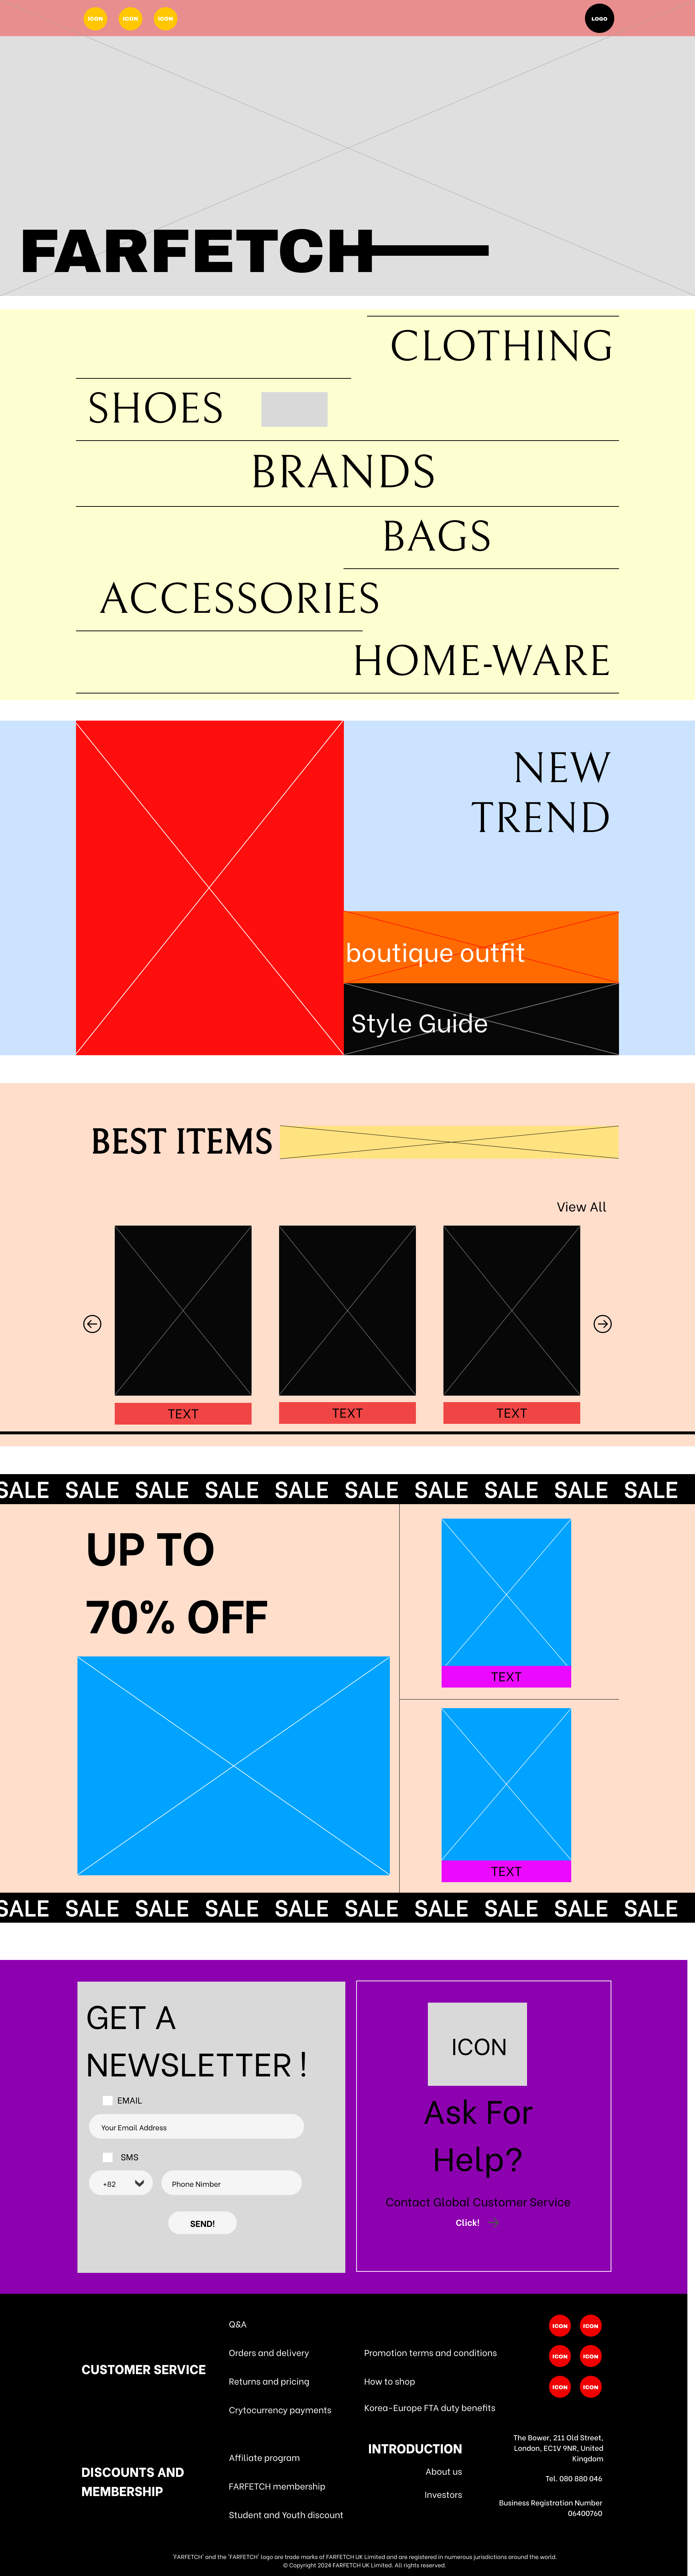 ICON ICON ICON LOGO
FARFETCH
CLOTHING
SHOES
BRANDS
BAGS
ACCESSORIES
HOME-WARE
NEW
TREND
boutique outfit
Style Guide
BEST ITEMS
View All
TEXT TEXT TEXT
SALE SALE SALE SALE SALE SALE SALE SALE SALE SALE
UP TO
70% OFF
TEXT
TEXT
SALE SALE SALE SALE SALE SALE SALE SALE SALE SALE
GET A
NEWSLETTER !
EMAIL
Your Email Address
SMS
+82 Phone Nimber
SEND!
ICON
Ask For
Help?
Contact Global Customer Service
Click!
CUSTOMER SERVICE
Q&A
Orders and delivery
Returns and pricing
Crytocurrency payments
Promotion terms and conditions
How to shop
Korea-Europe FTA duty benefits
ICON ICON
ICON ICON
ICON ICON
DISCOUNTS AND
MEMBERSHIP
Affiliate program
FARFETCH membership
Student and Youth discount
INTRODUCTION
About us
Investors
The Bower, 211 Old Street,
London, EC1V 9NR, United
Kingdom
Tel. 080 880 046
Business Registration Number
06400760
'FARFETCH' and the 'FARFETCH' logo are trade marks of FARFETCH UK Limited and are registered in numerous jurisdictions around the world.
© Copyright 2024 FARFETCH UK Limited. All rights reserved.